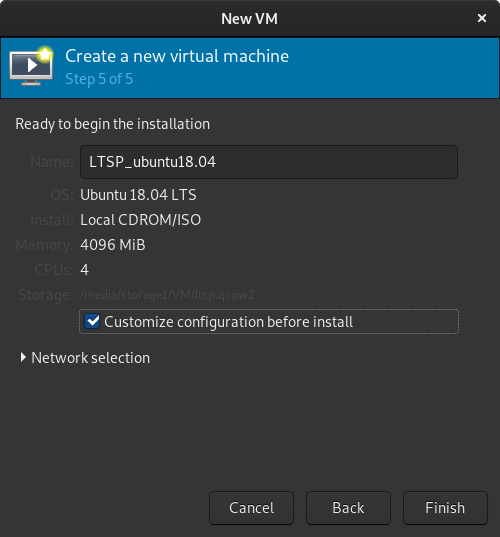 New VM
Create a new virtual machine
Step 5 of 5
Ready to begin the installation
Name: LTSP_ubuntu18.04
OS: Ubuntu 18.04 LTS
Install: Local CDROM/ISO
Memory: 4096 MiB
CPUs: 4
Storage: /media/storage1/VM/ltsp.qcow2
Customize configuration before install
Network selection
Cancel Back Finish